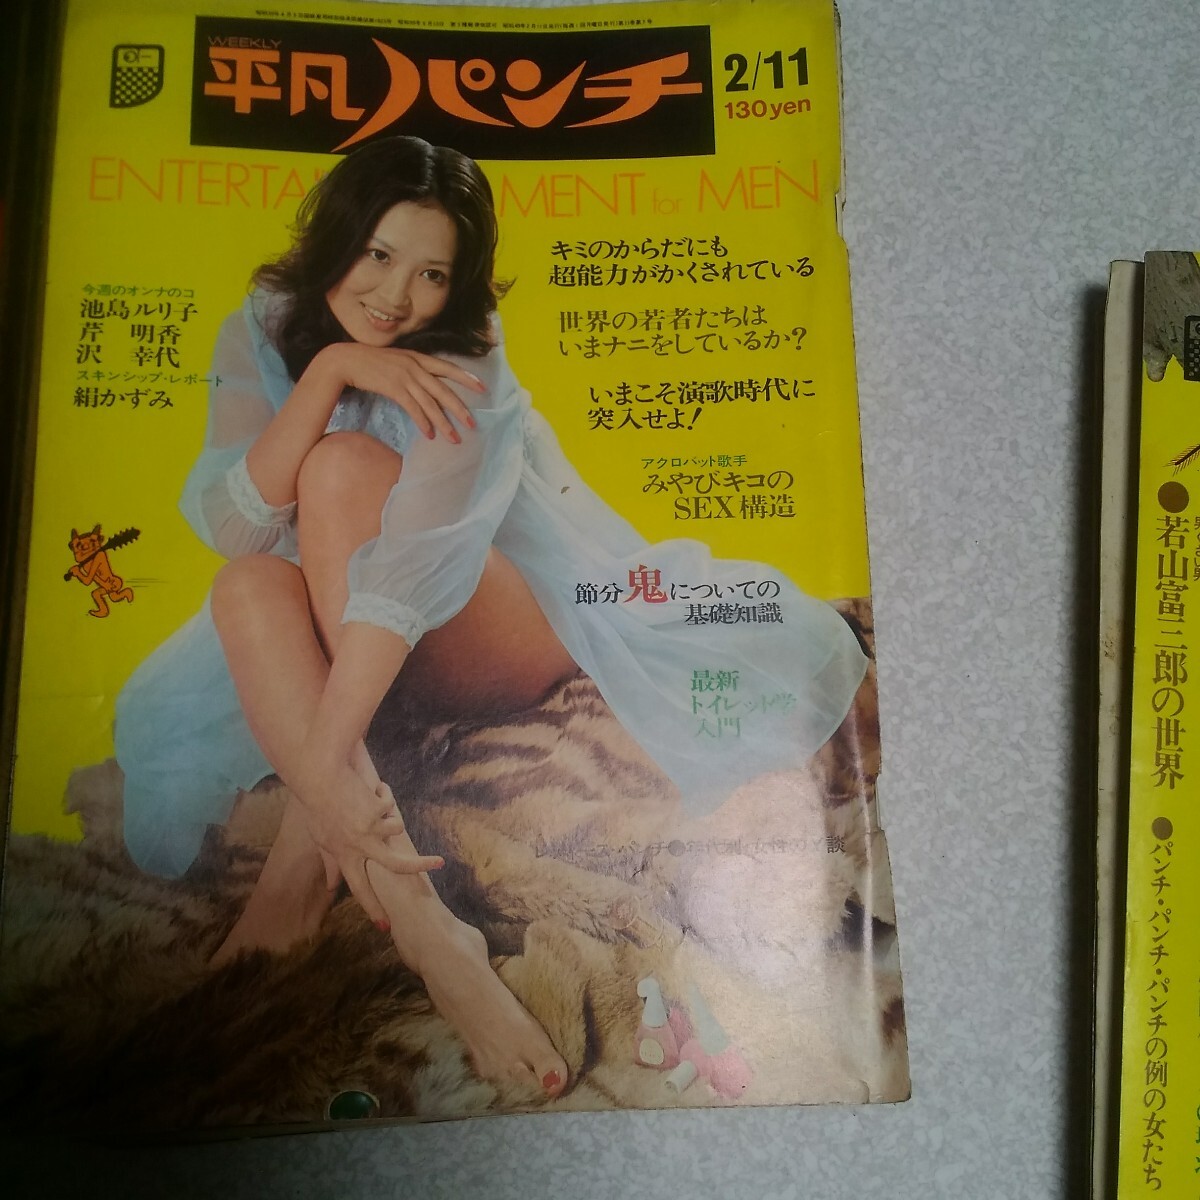 WEEKLY
平凡パンチ
2/11
130yen
ENTERTAI MENT for MEN
キミのからだにも
超能力がかくされている
世界の若者たちは
いまナニをしているか?
いまこそ演歌時代に
突入せよ!
アクロバット歌手
みやびキコの
SEX構造
節分鬼についての
基礎知識
最新
トイレット学
入門
今週のオンナのコ
池島ルリ子
芹 明香
沢 幸代
スキンシップ・レポート
絹かずみ
●若山富三郎の世界
●パンチ・パンチ・パンチの例の女たち